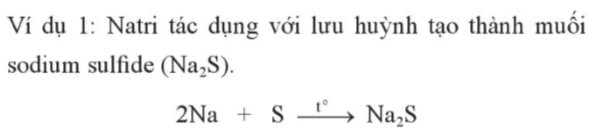 Ví dụ 1: Natri tác dụng với lưu huỳnh tạo thành muối
sodium sulfide (Na₂S).
2Na + S —t°→ Na₂S